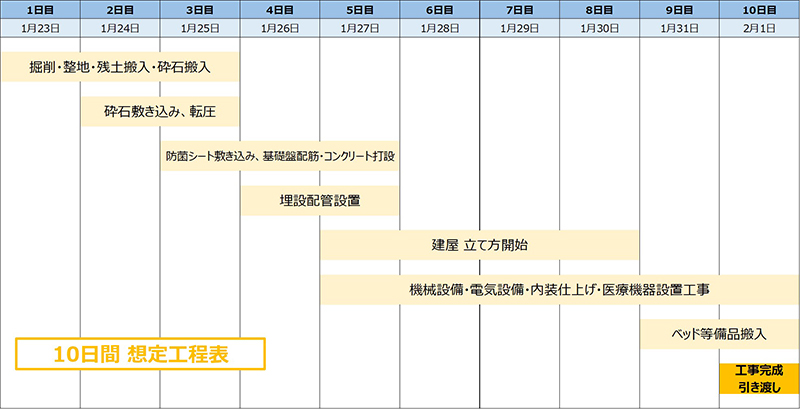 1日目 2日目 3日目 4日目 5日目 6日目 7日目 8日目 9日目 10日目
1月23日 1月24日 1月25日 1月26日 1月27日 1月28日 1月29日 1月30日 1月31日 2月1日
掘削・整地・残土搬入・砕石搬入
砕石敷き込み、転圧
防菌シート敷き込み、基礎盤配筋・コンクリート打設
埋設配管設置
建屋 立て方開始
機械設備・電気設備・内装仕上げ・医療機器設置工事
ベッド等備品搬入
10日間 想定工程表
工事完成
引き渡し